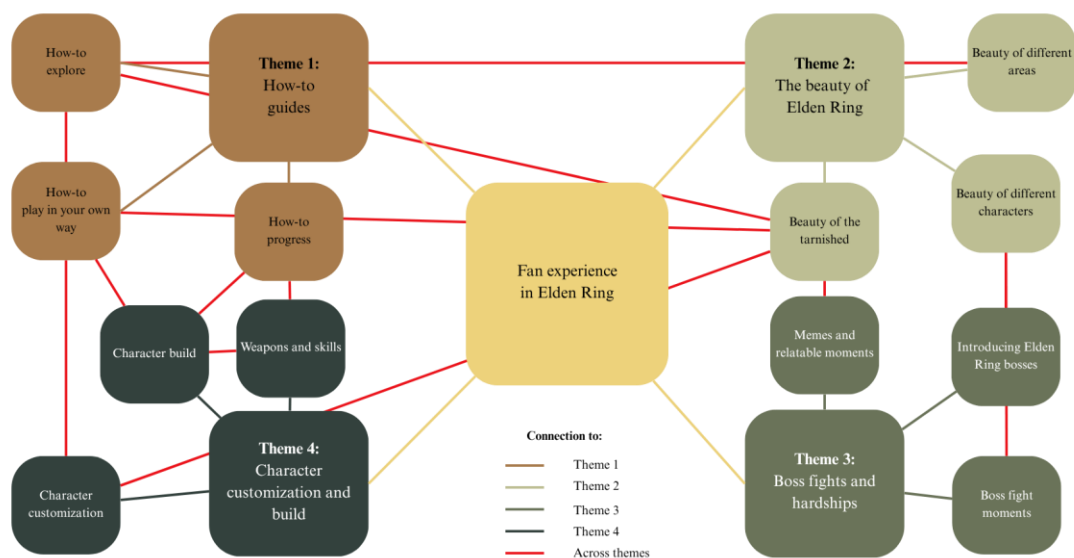 How-to
explore
Theme 1:
How-to
guides
Theme 2:
The beauty of
Elden Ring
Beauty of different
areas
How-to
play in your own
way
How-to
progress
Fan experience
in Elden Ring
Beauty of the
tarnished
Beauty of different
characters
Character build
Weapons and skills
Memes and
relatable moments
Introducing Elden
Ring bosses
Character
customization
Theme 4:
Character
customization and
build
Connection to:
Theme 1
Theme 2
Theme 3
Theme 4
Across themes
Theme 3:
Boss fights and
hardships
Boss fight
moments